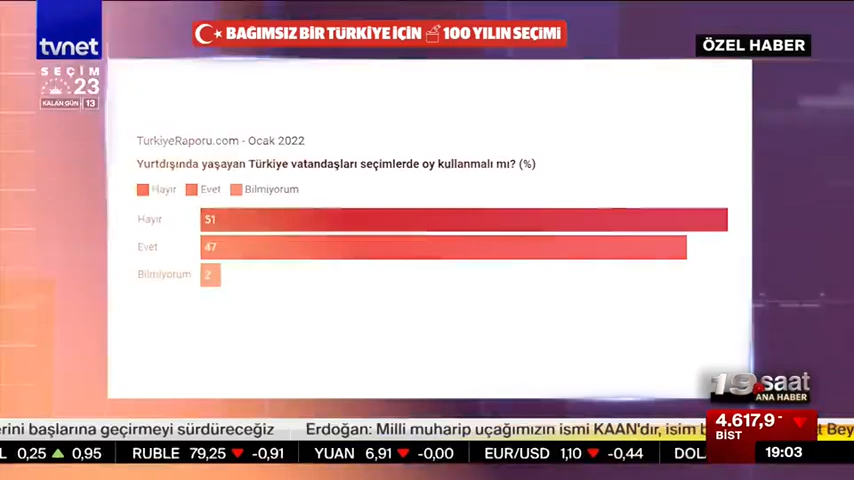 tvnet
SEÇİM
23
KALAN GÜN 13
BAĞIMSIZ BİR TÜRKİYE İÇİN 100 YILIN SEÇİMİ
ÖZEL HABER
TürkiyeRaporu.com - Ocak 2022
Yurtdışında yaşayan Türkiye vatandaşları seçimlerde oy kullanmalı mı? (%)
Hayır Evet Bilmiyorum
Hayır 51
Evet 47
Bilmiyorum 2
19 saat
ANA HABER
erini başlarına geçirmeyi sürdüreceğiz Erdoğan: Milli muharip uçağımızın ismi KAAN'dır, isim
Bey
4.617,9
BİST
0,25 0,95 RUBLE 79,25 -0,91 YUAN 6,91 -0,00 EUR/USD 1,10 -0,44 DOL
19:03